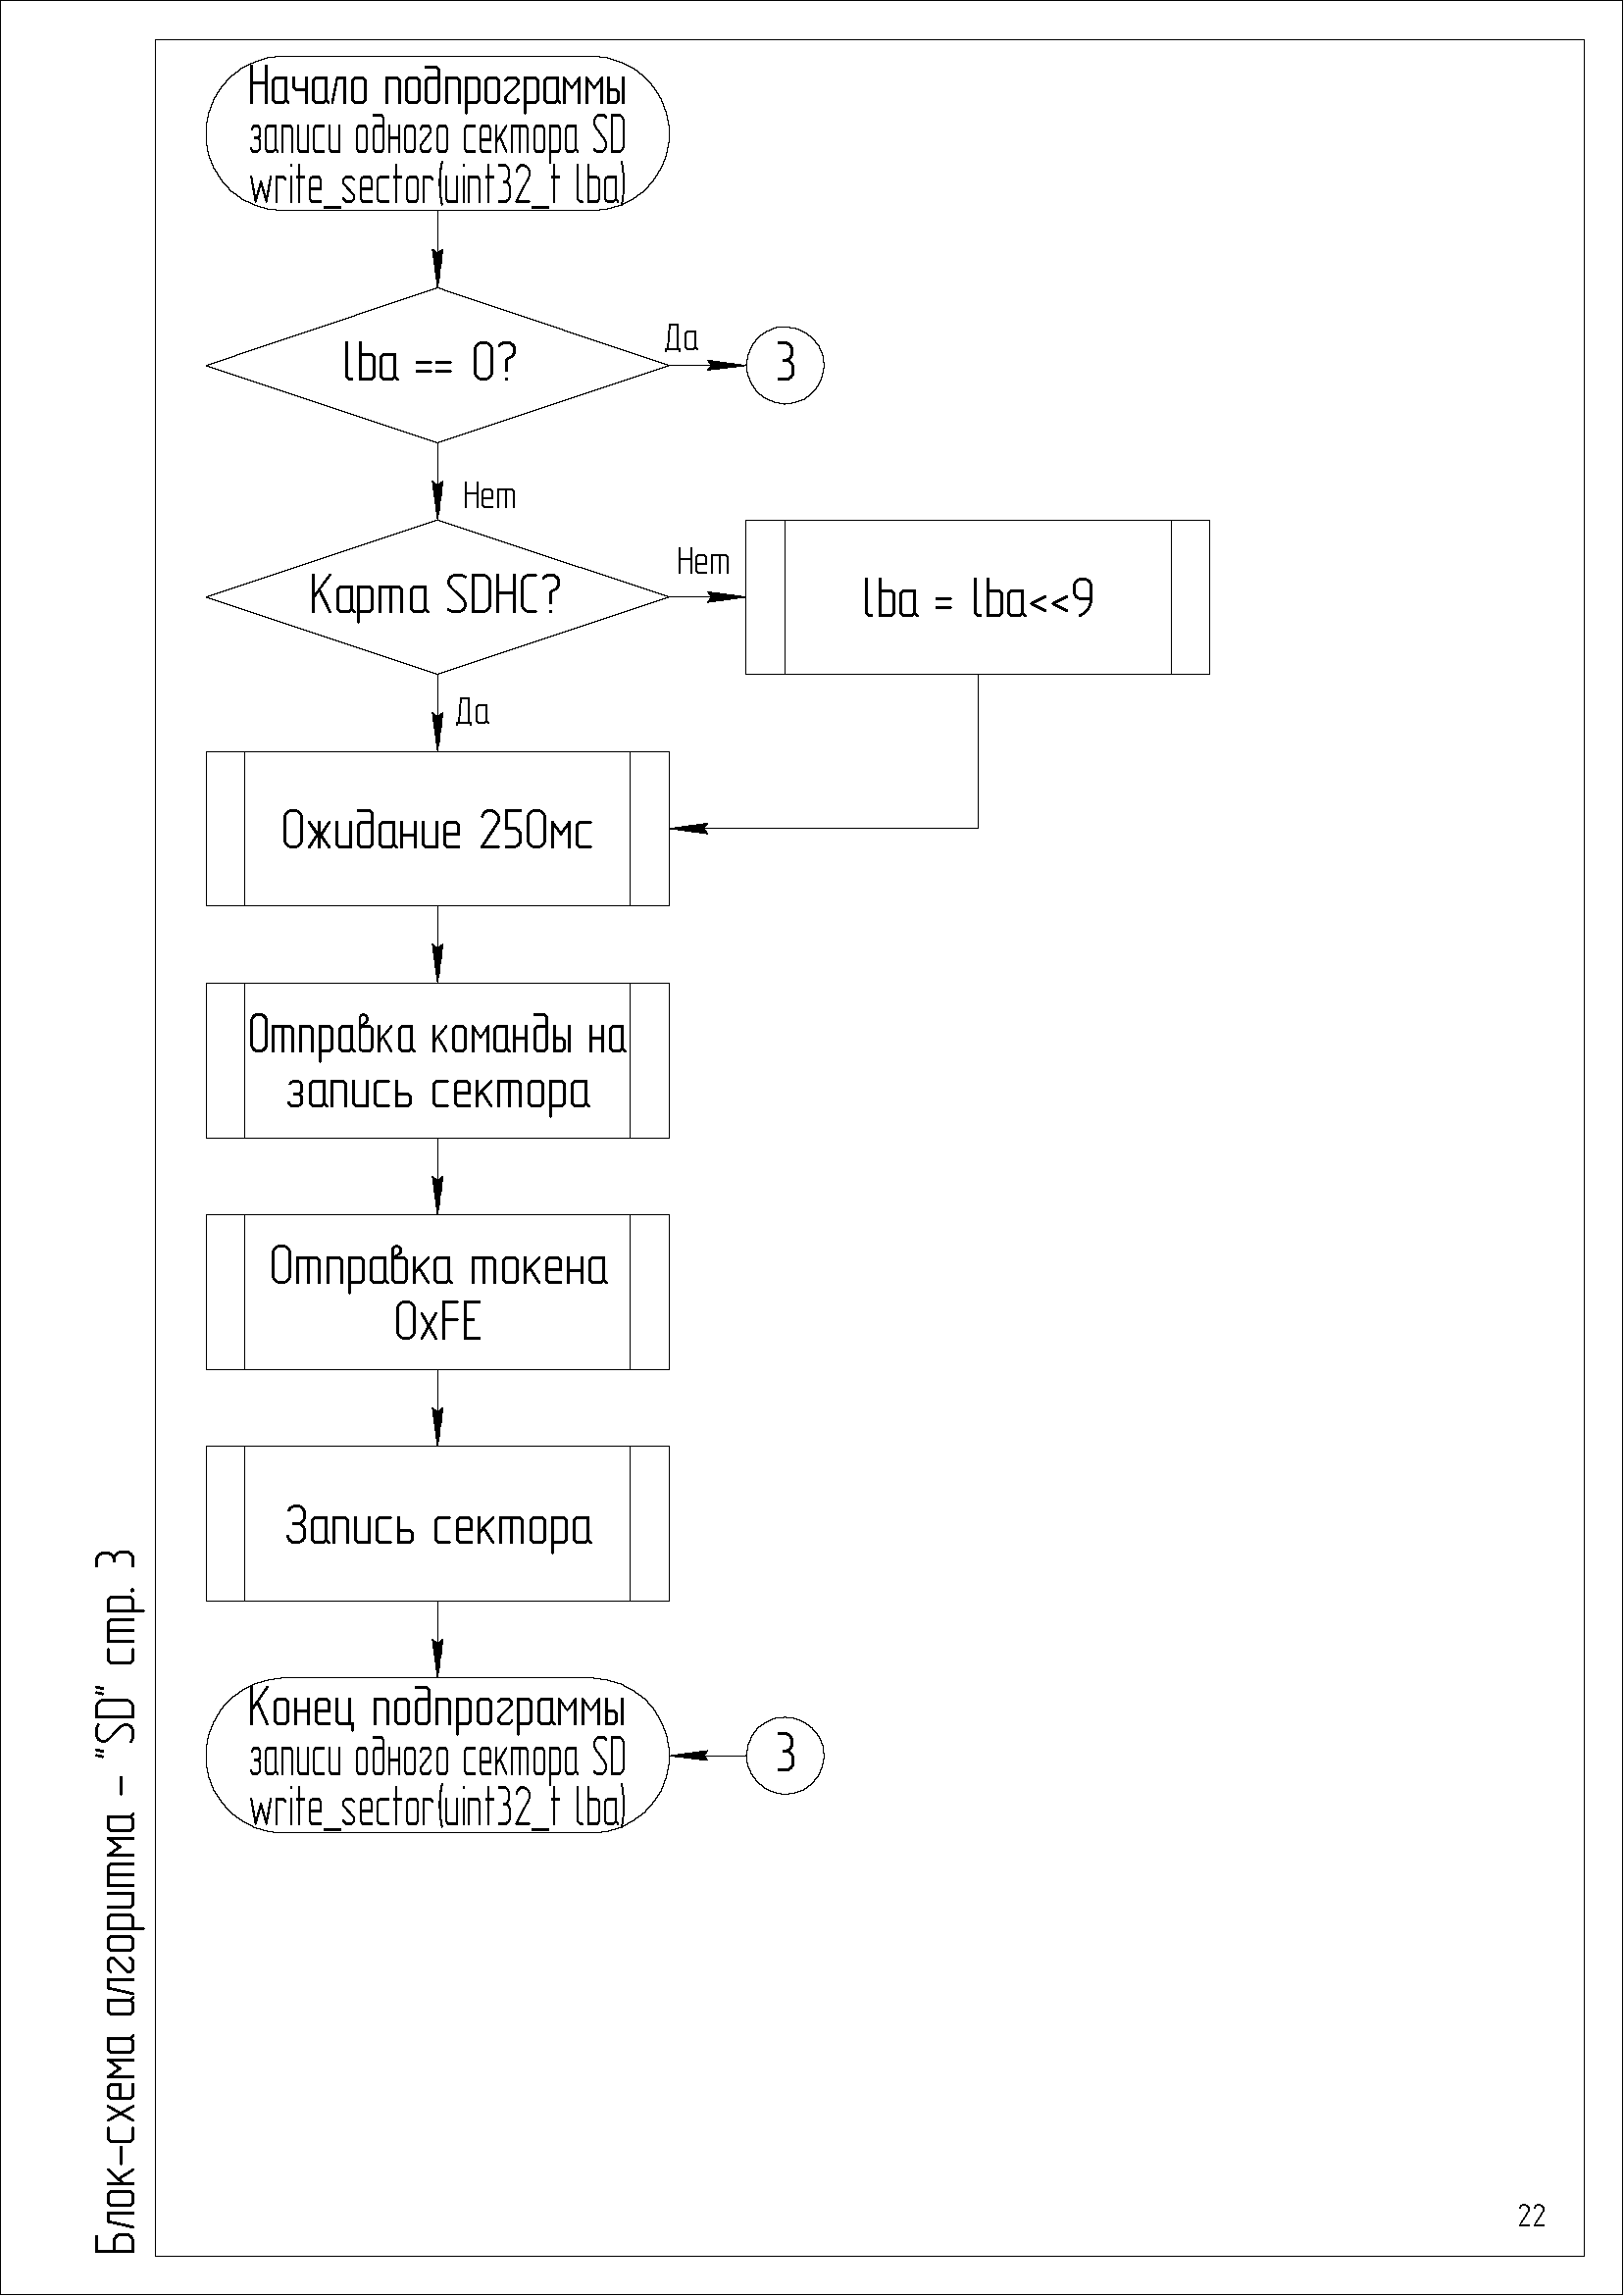 Начало подпрограммы
записи одного сектора SD
write_sector(uint32_t lba)
lba == 0?
Да
3
Нет
Карта SDHC?
Нет
lba = lba<<9
Да
Ожидание 250мс
Отправка команды на
запись сектора
Отправка токена
0xFE
Запись сектора
Конец подпрограммы
записи одного сектора SD
write_sector(uint32_t lba)
3
Блок-схема алгоритма - "SD" стр. 3
22